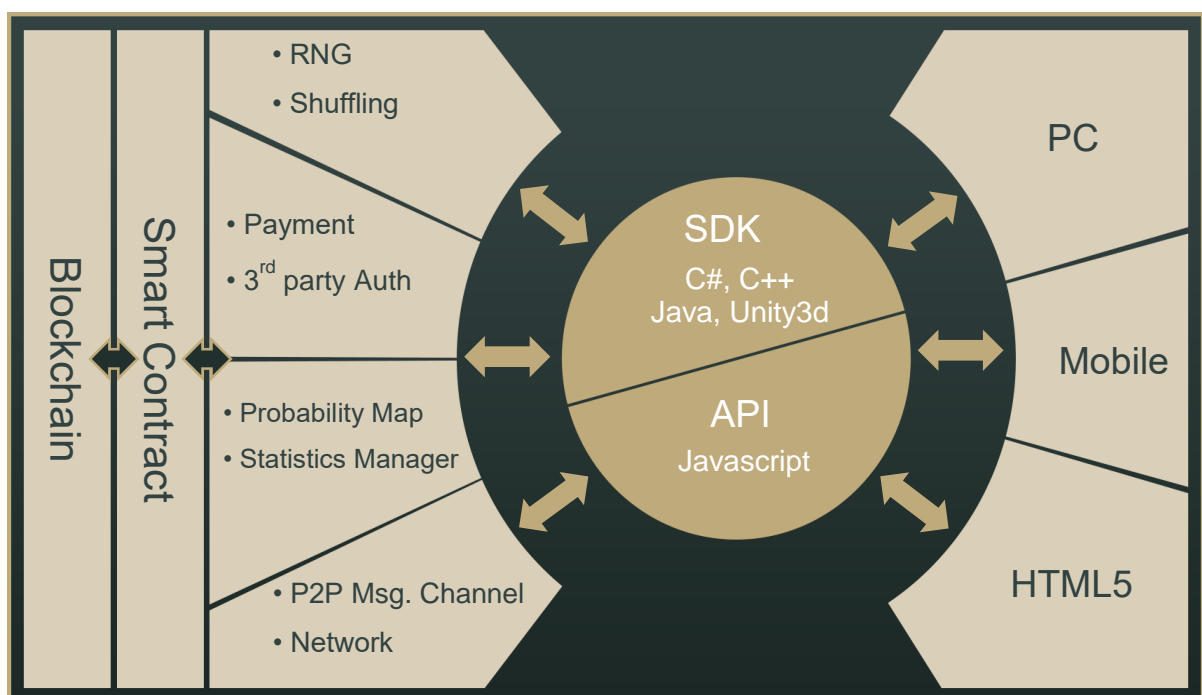 Blockchain
Smart Contract
• RNG
• Shuffling
• Payment
• 3rd party Auth
• Probability Map
• Statistics Manager
• P2P Msg. Channel
• Network
SDK
C#, C++
Java, Unity3d
API
Javascript
PC
Mobile
HTML5